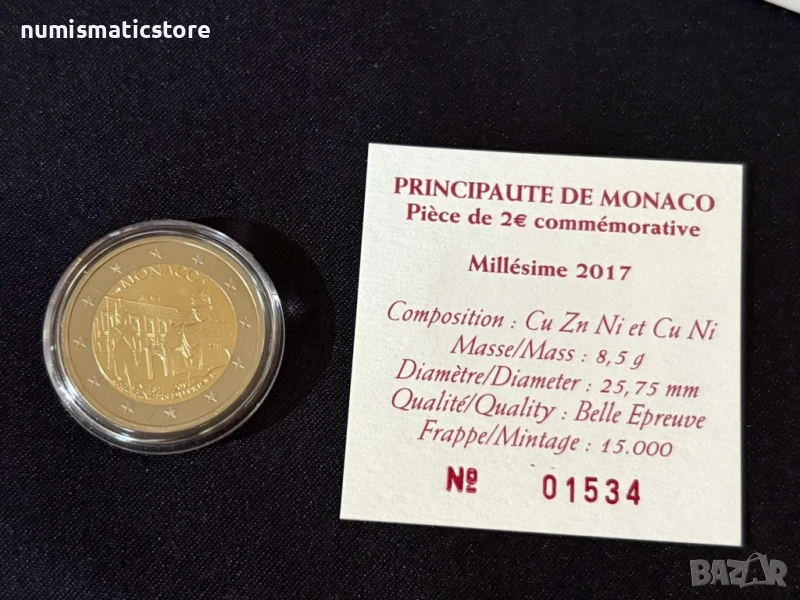 numismaticstore
MONACO
PRINCIPAUTE DE MONACO
Pièce de 2€ commémorative
Millésime 2017
Composition : Cu Zn Ni et Cu Ni
Masse/Mass : 8,5 g
Diamètre/Diameter : 25,75 mm
Qualité/Quality : Belle Epreuve
Frappe/Mintage : 15.000
Nº 01534
BAZAR